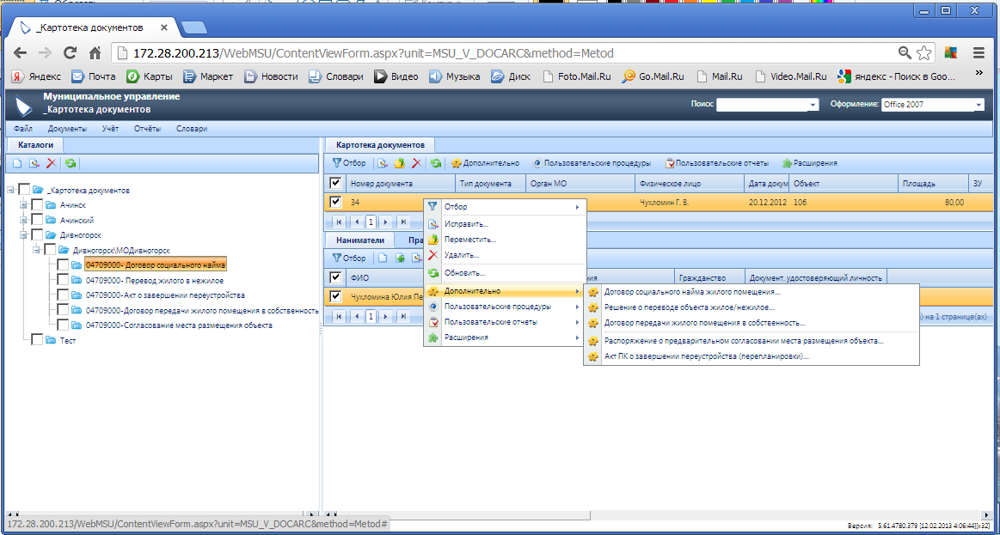 _Картотека документов
172.28.200.213/WebMSU/ContentViewForm.aspx?unit=MSU_V_DOCARC&method=Metod
Яндекс Почта Карты Маркет Новости Словари Видео Музыка Диск Foto.Mail.Ru Go.Mail.Ru Mail.Ru Video.Mail.Ru яндекс - Поиск в Goo... »
Муниципальное управление
_Картотека документов
Поиск: Оформление: Office 2007
Файл Документы Учёт Отчёты Словари
Каталоги
_Картотека документов
Ачинск
Ачинский
Дивногорск
Дивногорск\МОДивногорск
04709000- Договор социального найма
04709000- Перевод жилого в нежилое
04709000-Акт о завершении переустройства
04709000-Договор передачи жилого помещения в собственность
04709000-Согласование места размещения объекта
Тест
Картотека документов
Отбор Дополнительно Пользовательские процедуры Пользовательские отчеты Расширения
Номер документа Тип документа Орган МО Физическое лицо Дата докум Объект Площадь ЗУ
34 Чухломин Г. В. 20.12.2012 106 80,00
1
Наниматели Пра
Отбор
ФИО Гражданство Документ, удостоверяющий личность
Чухломина Юлия Пе
1 на 1 странице(ах)
Отбор
Исправить...
Переместить...
Удалить...
Обновить...
Дополнительно
Пользовательские процедуры
Пользовательские отчеты
Расширения
Договор социального найма жилого помещения...
Решение о переводе объекта жилое/нежилое...
Договор передачи жилого помещения в собственность...
Распоряжение о предварительном согласовании места размещения объекта...
Акт ПК о завершении переустройства (перепланировки)...
172.28.200.213/WebMSU/ContentViewForm.aspx?unit=MSU_V_DOCARC&method=Metod#
Версия: 5.61.4780.379 [12.02.2013 4:06:44][x32]